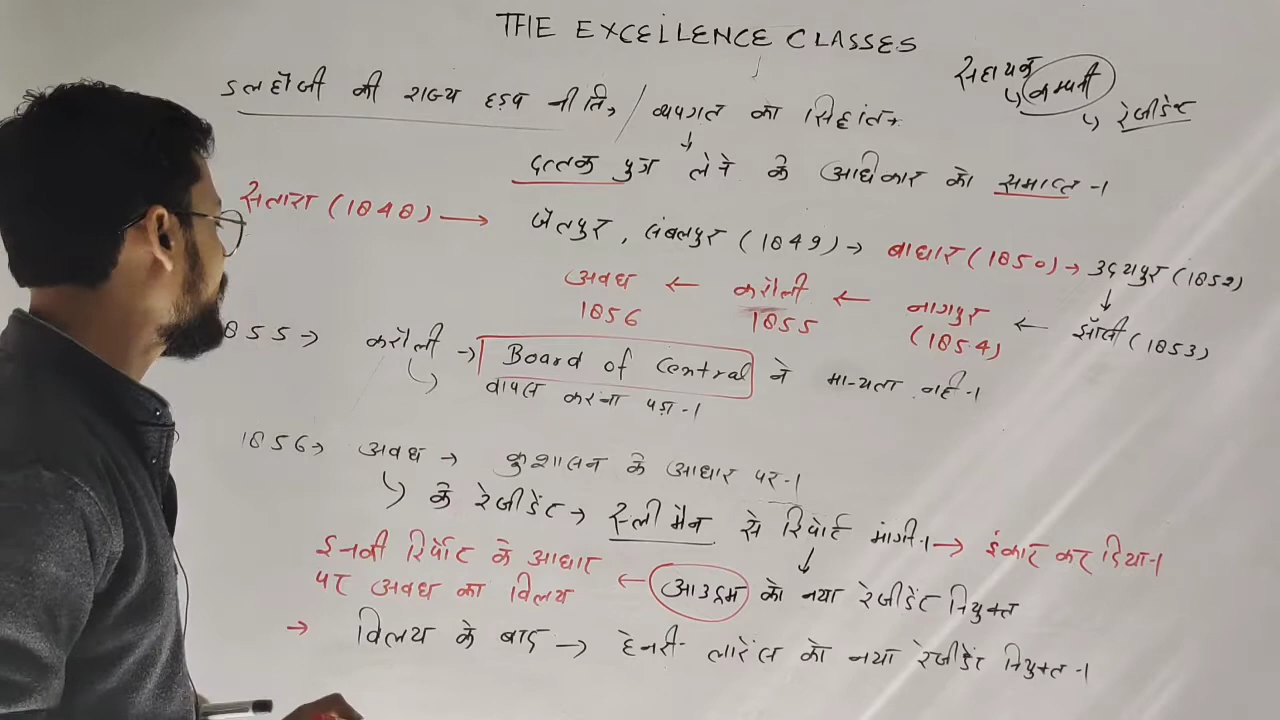 THE EXCELLENCE CLASSES
सहायक
कम्पनी
रेजीडेंट
डलहौजी की राज्य हड़प नीति, / व्यपगत का सिद्धांत
दत्तक पुत्र लेने के अधिकार को समाप्त -।
सतारा (1848) → जैतपुर, संबलपुर (1849) → बाघार (1850) → उदयपुर (1852)
अवध ← करौली ← नागपुर ← झाँसी (1853)
1856 1855 (1854)
855 → करौली → Board of Central ने मान्यता नही -।
वापस करना पड़ा -।
1856 → अवध → कुशासन के आधार पर -।
के रेजीडेंट → स्लीमैन से रिपोर्ट मांगी -। → इंकार कर दिया -।
इनकी रिर्पोट के आधार ← आउट्रम को नया रेजीडेंट नियुक्त
पर अवध का विलय
→ विलय के बाद → हेनरी लारेंस को नया रेजीडेंट नियुक्त -।